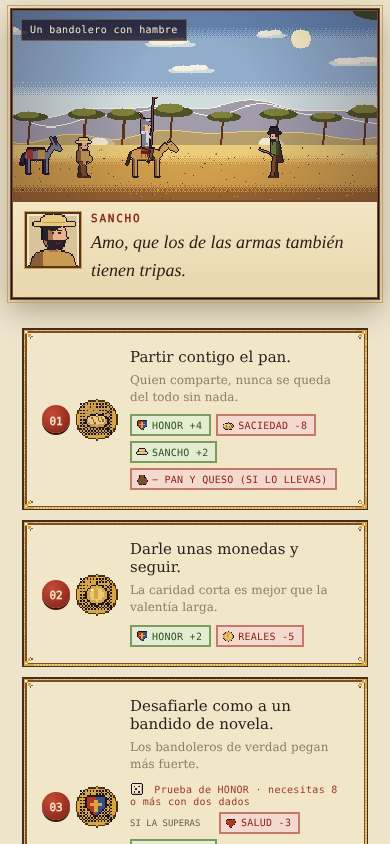 Un bandolero con hambre
SANCHO
Amo, que los de las armas también
tienen tripas.
01
Partir contigo el pan.
Quien comparte, nunca se queda
del todo sin nada.
HONOR +4
SACIEDAD -8
SANCHO +2
− PAN Y QUESO (SI LO LLEVAS)
02
Darle unas monedas y
seguir.
La caridad corta es mejor que la
valentía larga.
HONOR +2
REALES -5
03
Desafiarle como a un
bandido de novela.
Los bandoleros de verdad pegan
más fuerte.
Prueba de HONOR · necesitas 8
o más con dos dados
SI LA SUPERAS
SALUD -3